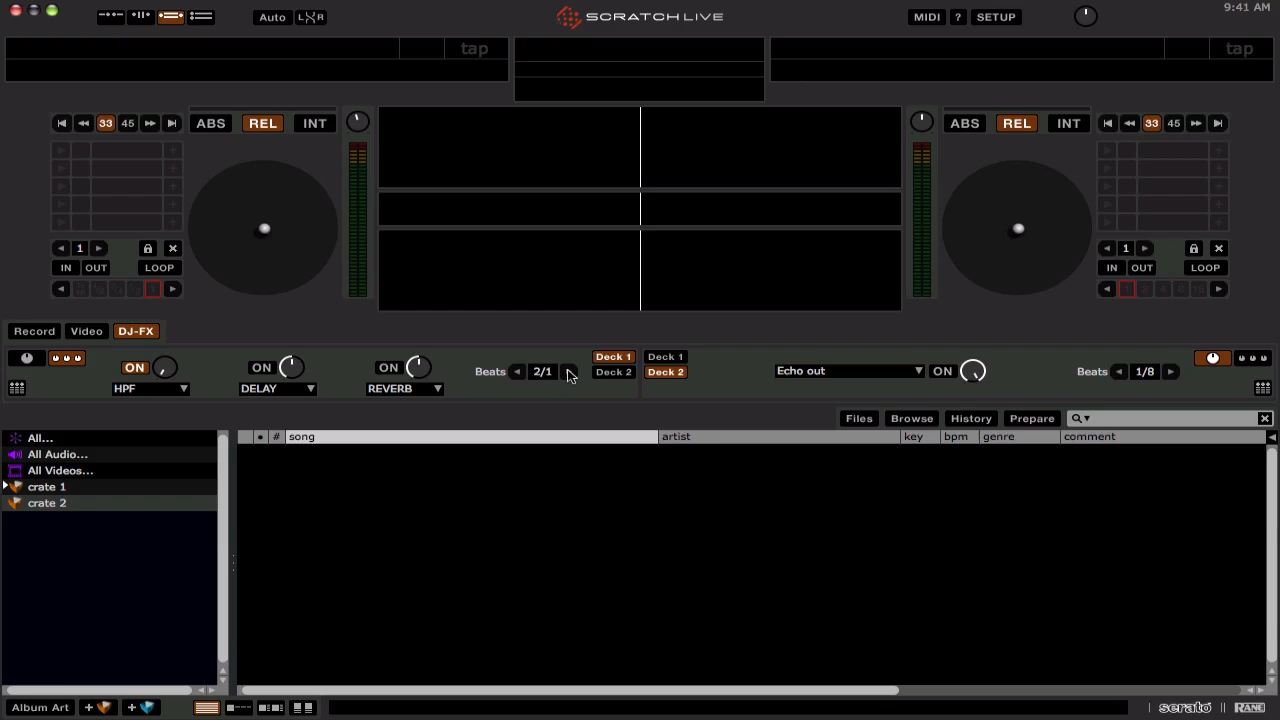 9:41 AM
Auto LXR SCRATCH LIVE MIDI ? SETUP
tap tap
33 45 ABS REL INT ABS REL INT 33 45
1 1
IN OUT LOOP IN OUT LOOP
Record Video DJ-FX
Deck 1 Deck 1
ON ON ON Beats 2/1 Deck 2 Deck 2 Echo out ON Beats 1/8
HPF DELAY REVERB
Files Browse History Prepare
# song artist key bpm genre comment
All...
All Audio...
All Videos...
crate 1
crate 2
Album Art + + serato RANE